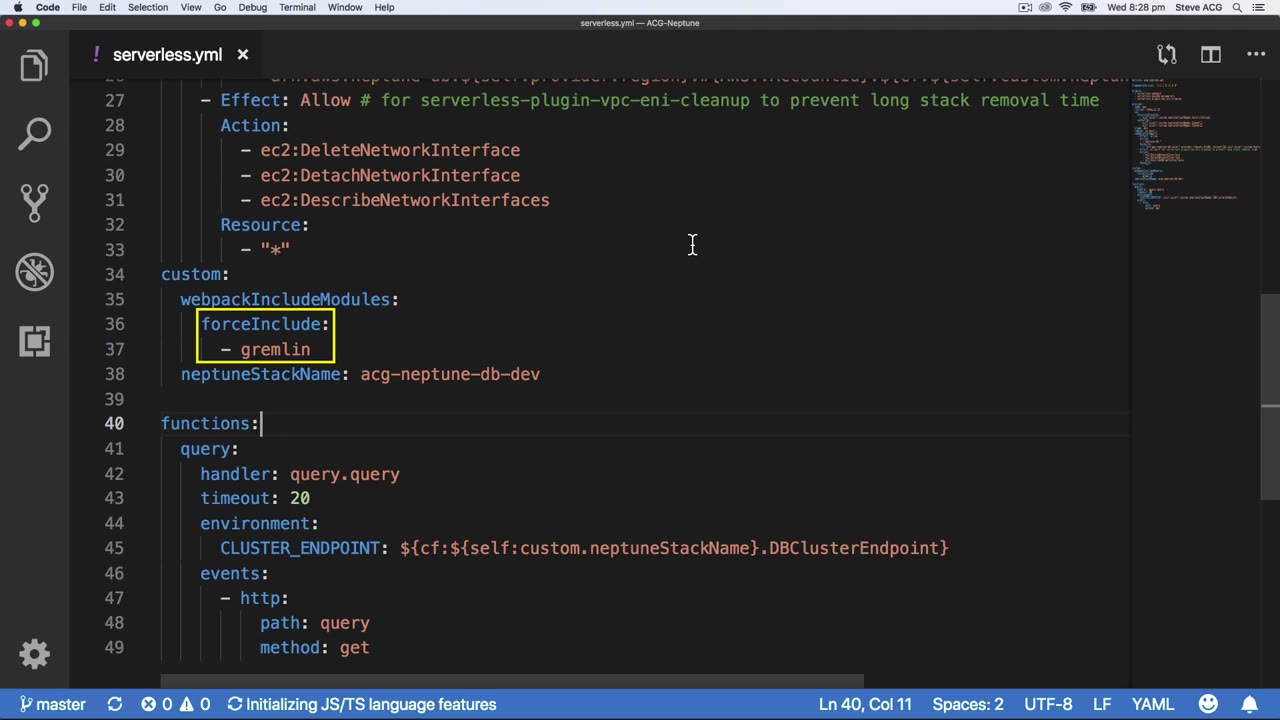 Code File Edit Selection View Go Debug Terminal Window Help Wed 8:28 pm Steve ACG
serverless.yml — ACG-Neptune
! serverless.yml ×
27 - Effect: Allow # for serverless-plugin-vpc-eni-cleanup to prevent long stack removal time
28 Action:
29 - ec2:DeleteNetworkInterface
30 - ec2:DetachNetworkInterface
31 - ec2:DescribeNetworkInterfaces
32 Resource:
33 - "*"
34 custom:
35 webpackIncludeModules:
36 forceInclude:
37 - gremlin
38 neptuneStackName: acg-neptune-db-dev
39
40 functions:
41 query:
42 handler: query.query
43 timeout: 20
44 environment:
45 CLUSTER_ENDPOINT: ${cf:${self:custom.neptuneStackName}.DBClusterEndpoint}
46 events:
47 - http:
48 path: query
49 method: get
master 0 0 Initializing JS/TS language features Ln 40, Col 11 Spaces: 2 UTF-8 LF YAML